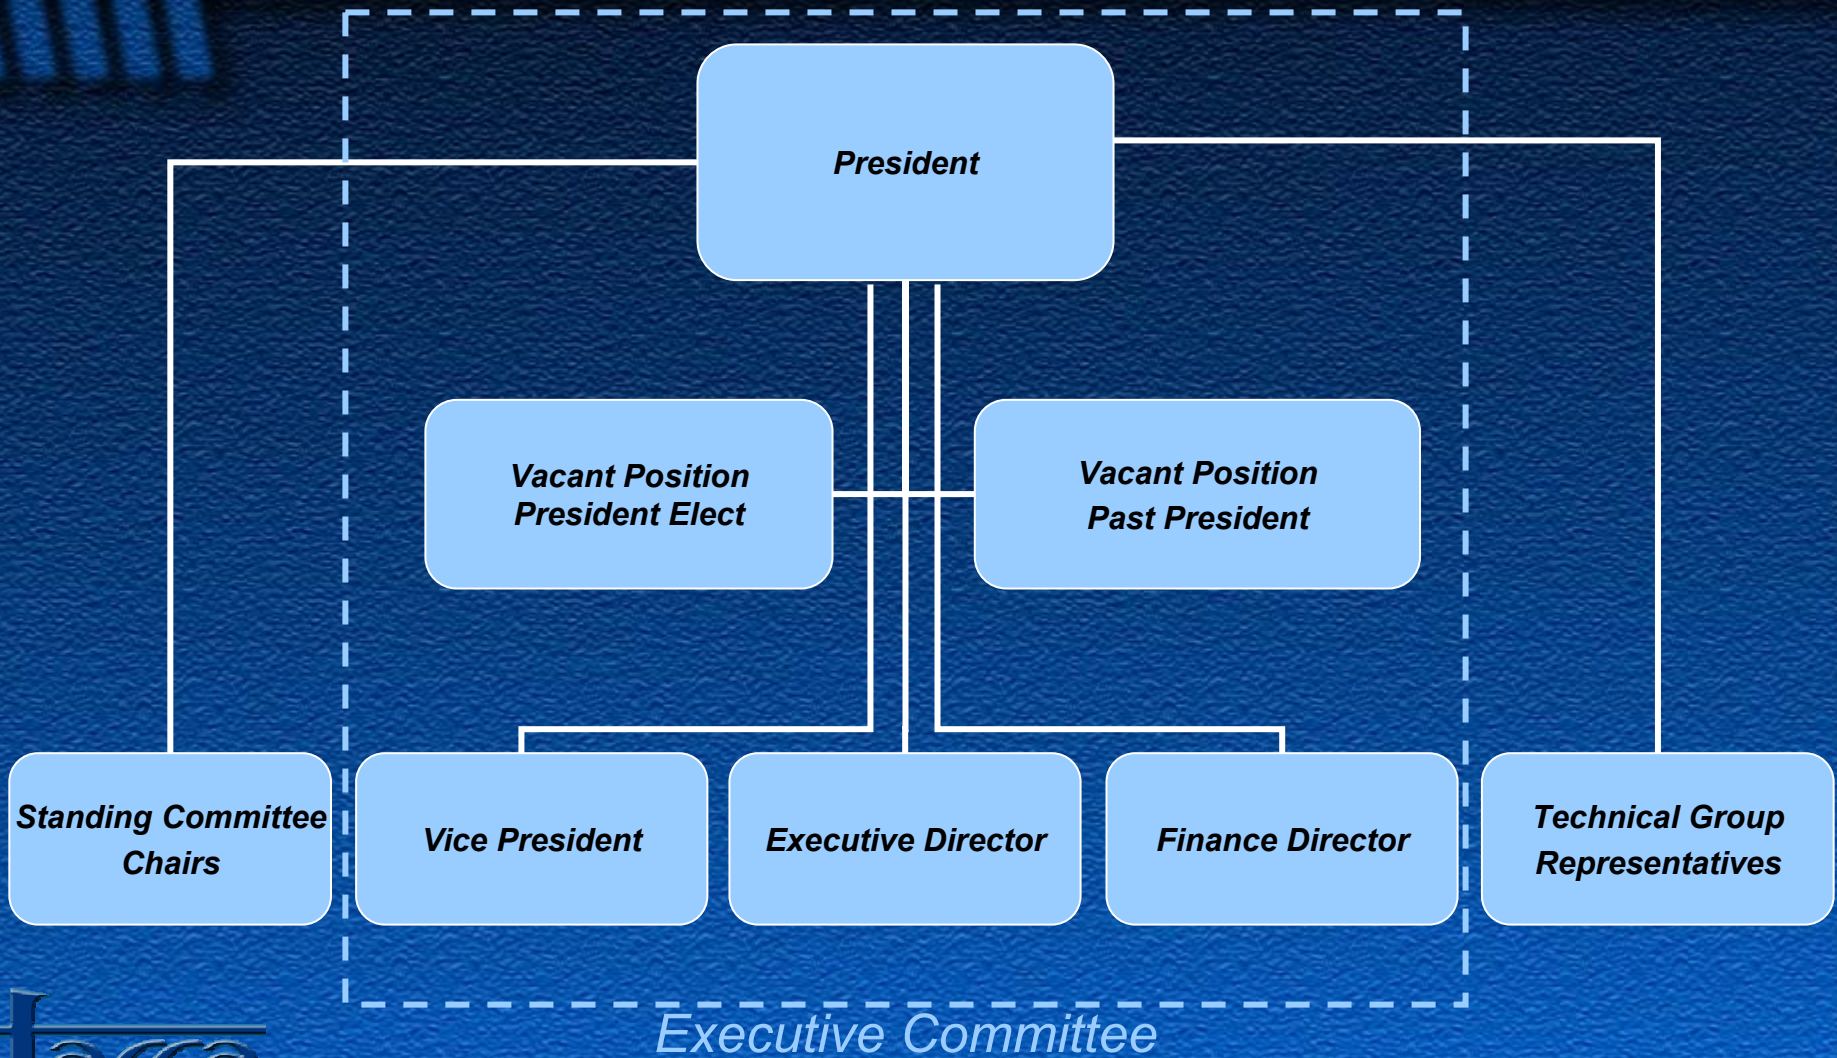 President
Vacant Position
President Elect
Vacant Position
Past President
Standing Committee
Chairs
Vice President
Executive Director
Finance Director
Technical Group
Representatives
Executive Committee